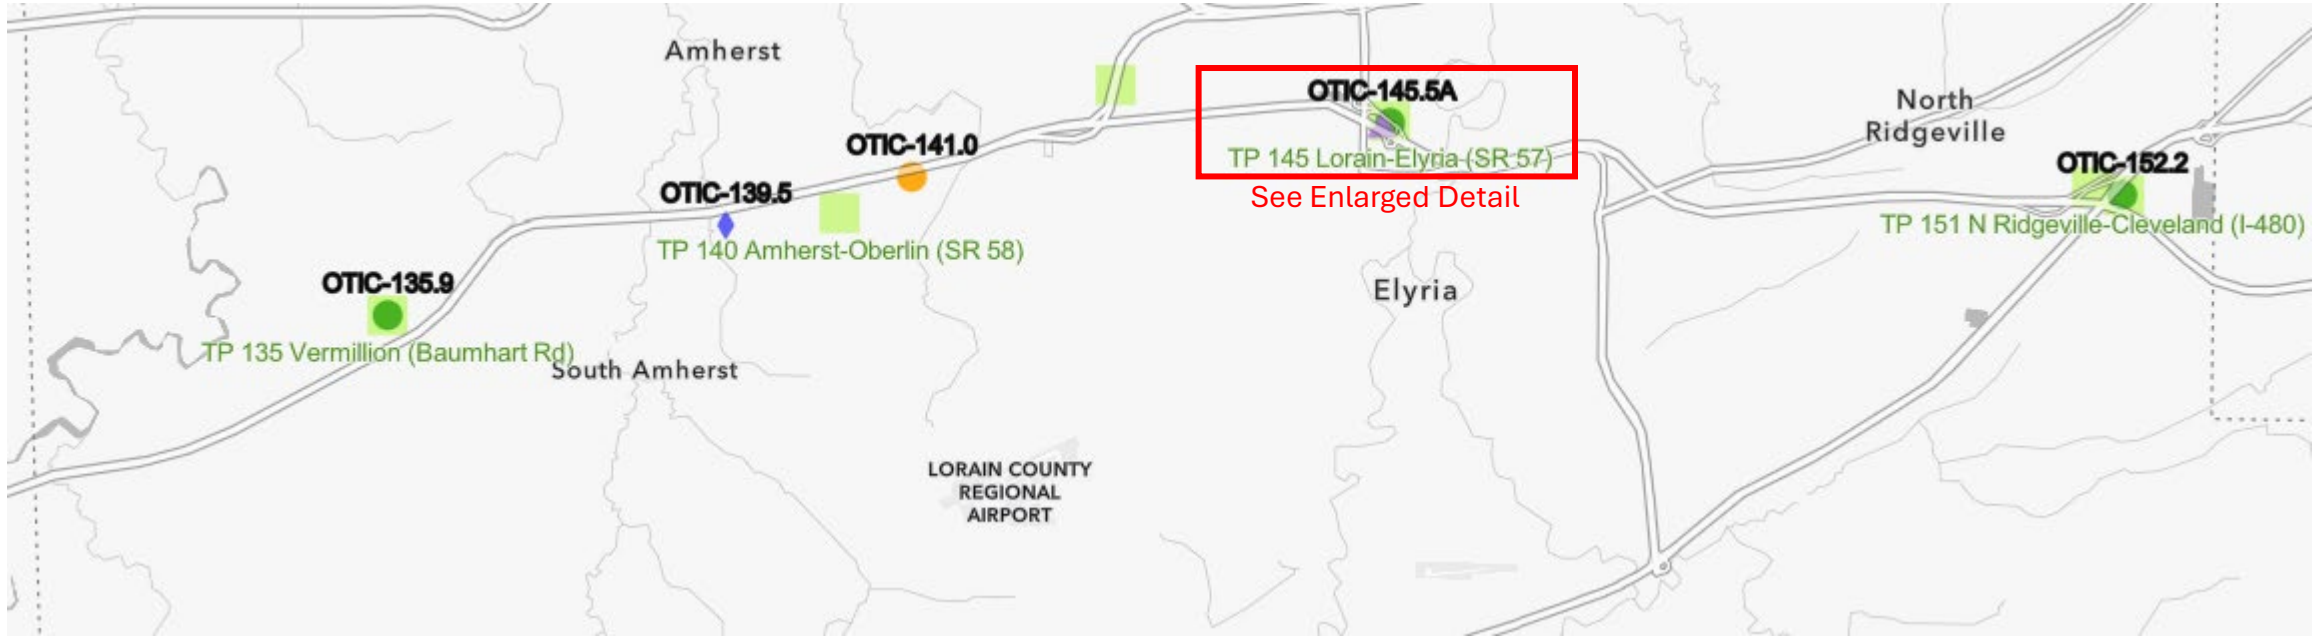 Amherst
OTIC-145.5A
North
Ridgeville
OTIC-141.0
TP 145 Lorain-Elyria (SR 57)
OTIC-152.2
OTIC-139.5
See Enlarged Detail
TP 151 N Ridgeville-Cleveland (I-480)
TP 140 Amherst-Oberlin (SR 58)
OTIC-135.9
Elyria
TP 135 Vermillion (Baumhart Rd)
South Amherst
LORAIN COUNTY
REGIONAL
AIRPORT